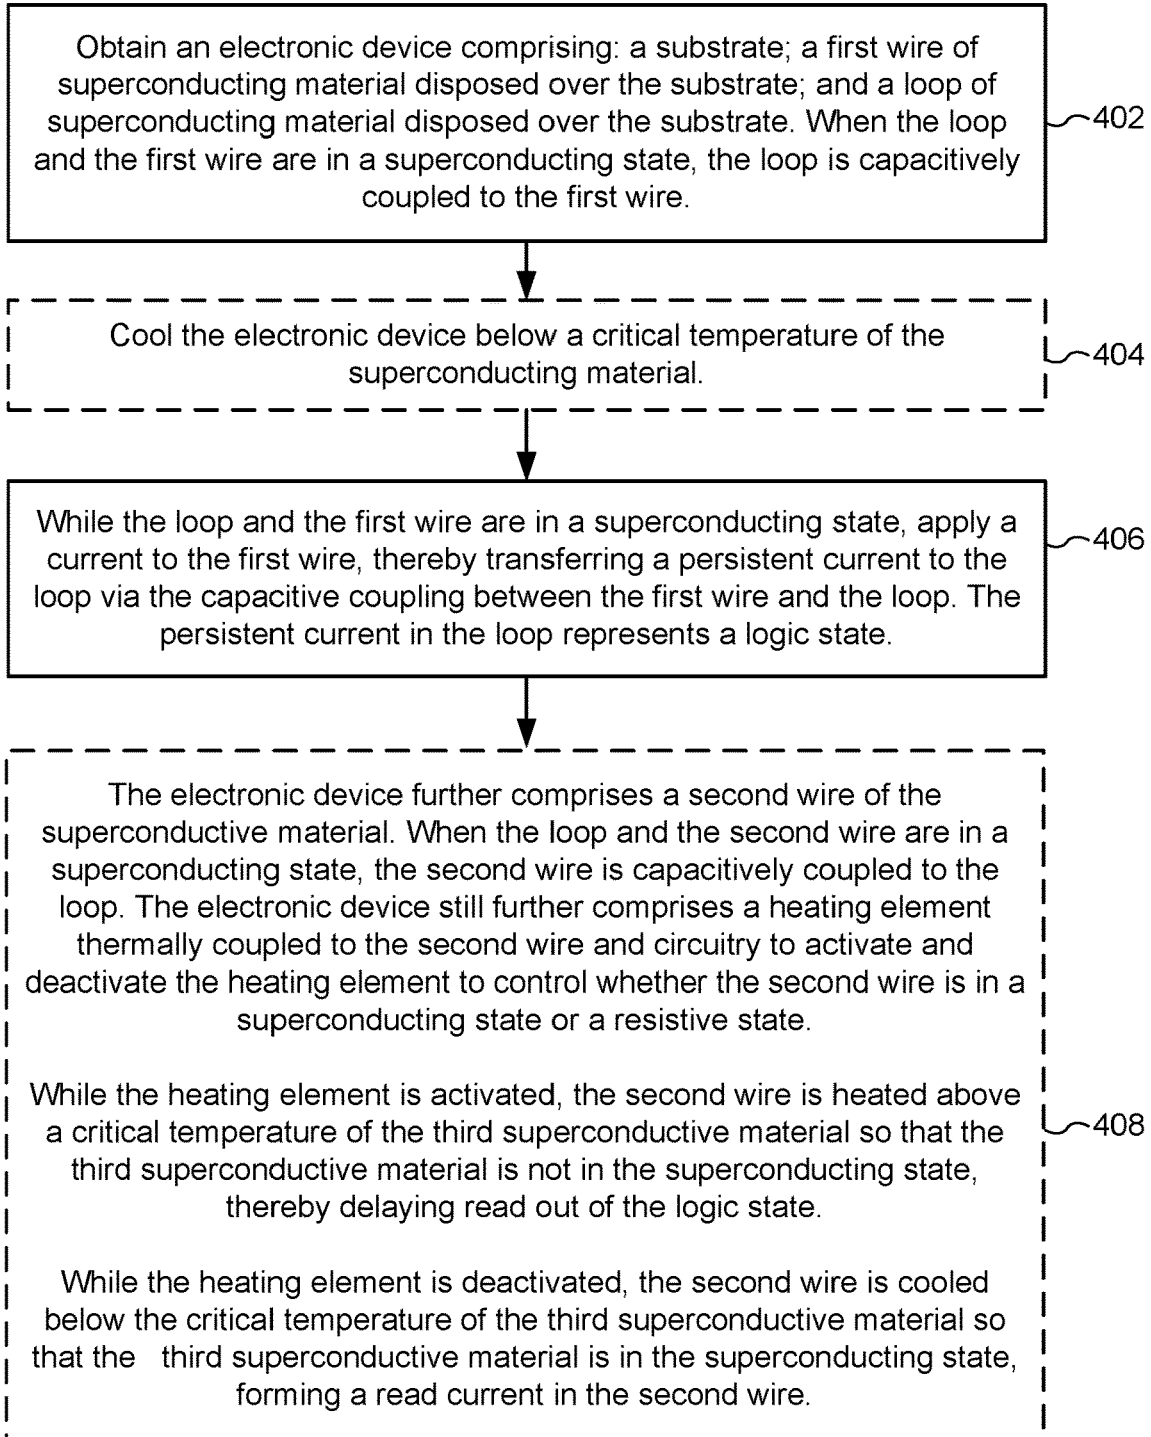 Obtain an electronic device comprising: a substrate; a first wire of
superconducting material disposed over the substrate; and a loop of
superconducting material disposed over the substrate. When the loop
and the first wire are in a superconducting state, the loop is capacitively
coupled to the first wire.
402
Cool the electronic device below a critical temperature of the
superconducting material.
404
While the loop and the first wire are in a superconducting state, apply a
current to the first wire, thereby transferring a persistent current to the
loop via the capacitive coupling between the first wire and the loop. The
persistent current in the loop represents a logic state.
406
The electronic device further comprises a second wire of the
superconductive material. When the loop and the second wire are in a
superconducting state, the second wire is capacitively coupled to the
loop. The electronic device still further comprises a heating element
thermally coupled to the second wire and circuitry to activate and
deactivate the heating element to control whether the second wire is in a
superconducting state or a resistive state.
While the heating element is activated, the second wire is heated above
a critical temperature of the third superconductive material so that the
third superconductive material is not in the superconducting state,
thereby delaying read out of the logic state.
While the heating element is deactivated, the second wire is cooled
below the critical temperature of the third superconductive material so
that the third superconductive material is in the superconducting state,
forming a read current in the second wire.
408